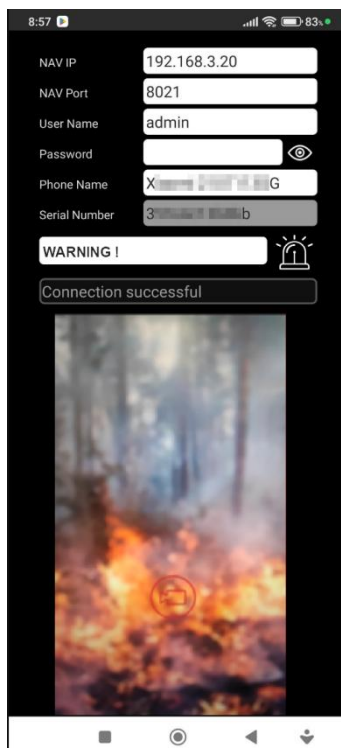 8:57 83%
NAV IP 192.168.3.20
NAV Port 8021
User Name admin
Password
Phone Name X G
Serial Number 3 b
WARNING !
Connection successful